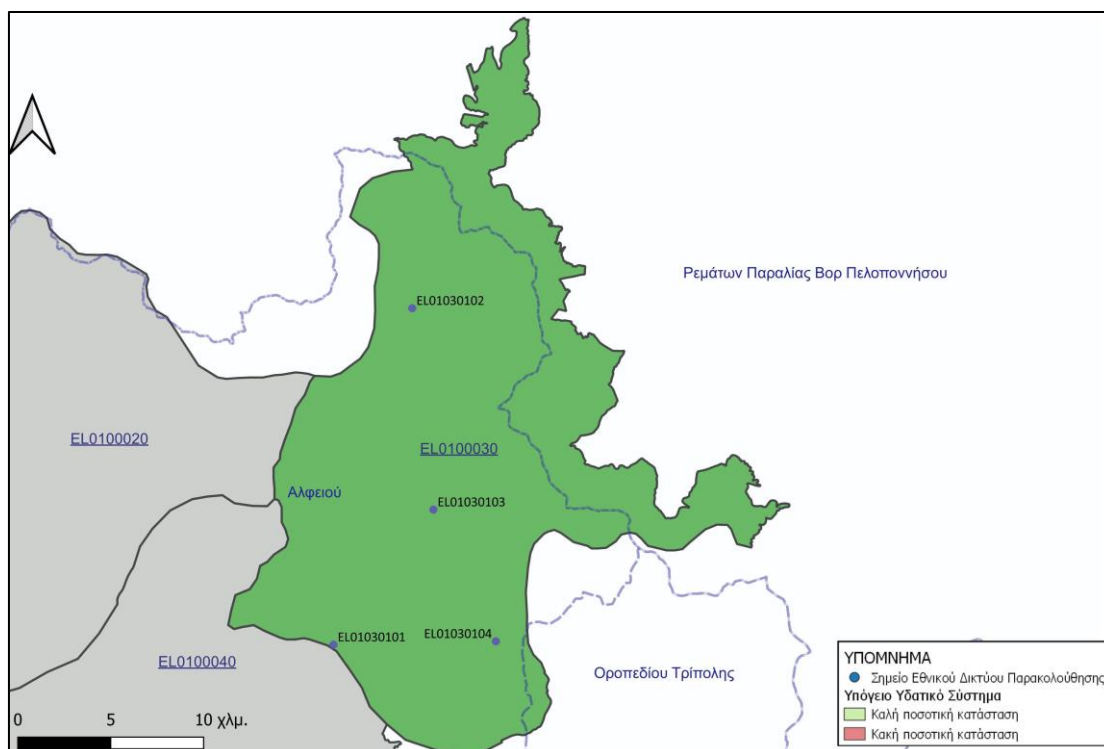 Ρεμάτων Παραλίας Βορ Πελοποννήσου
EL01030102
EL0100020
EL0100030
Αλφειού
EL01030103
EL01030101
EL01030104
EL0100040
Οροπεδίου Τρίπολης
0 5 10 χλμ.
ΥΠΟΜΝΗΜΑ
Σημείο Εθνικού Δικτύου Παρακολούθησης
Υπόγειο Υδατικό Σύστημα
Καλή ποσοτική κατάσταση
Κακή ποσοτική κατάσταση